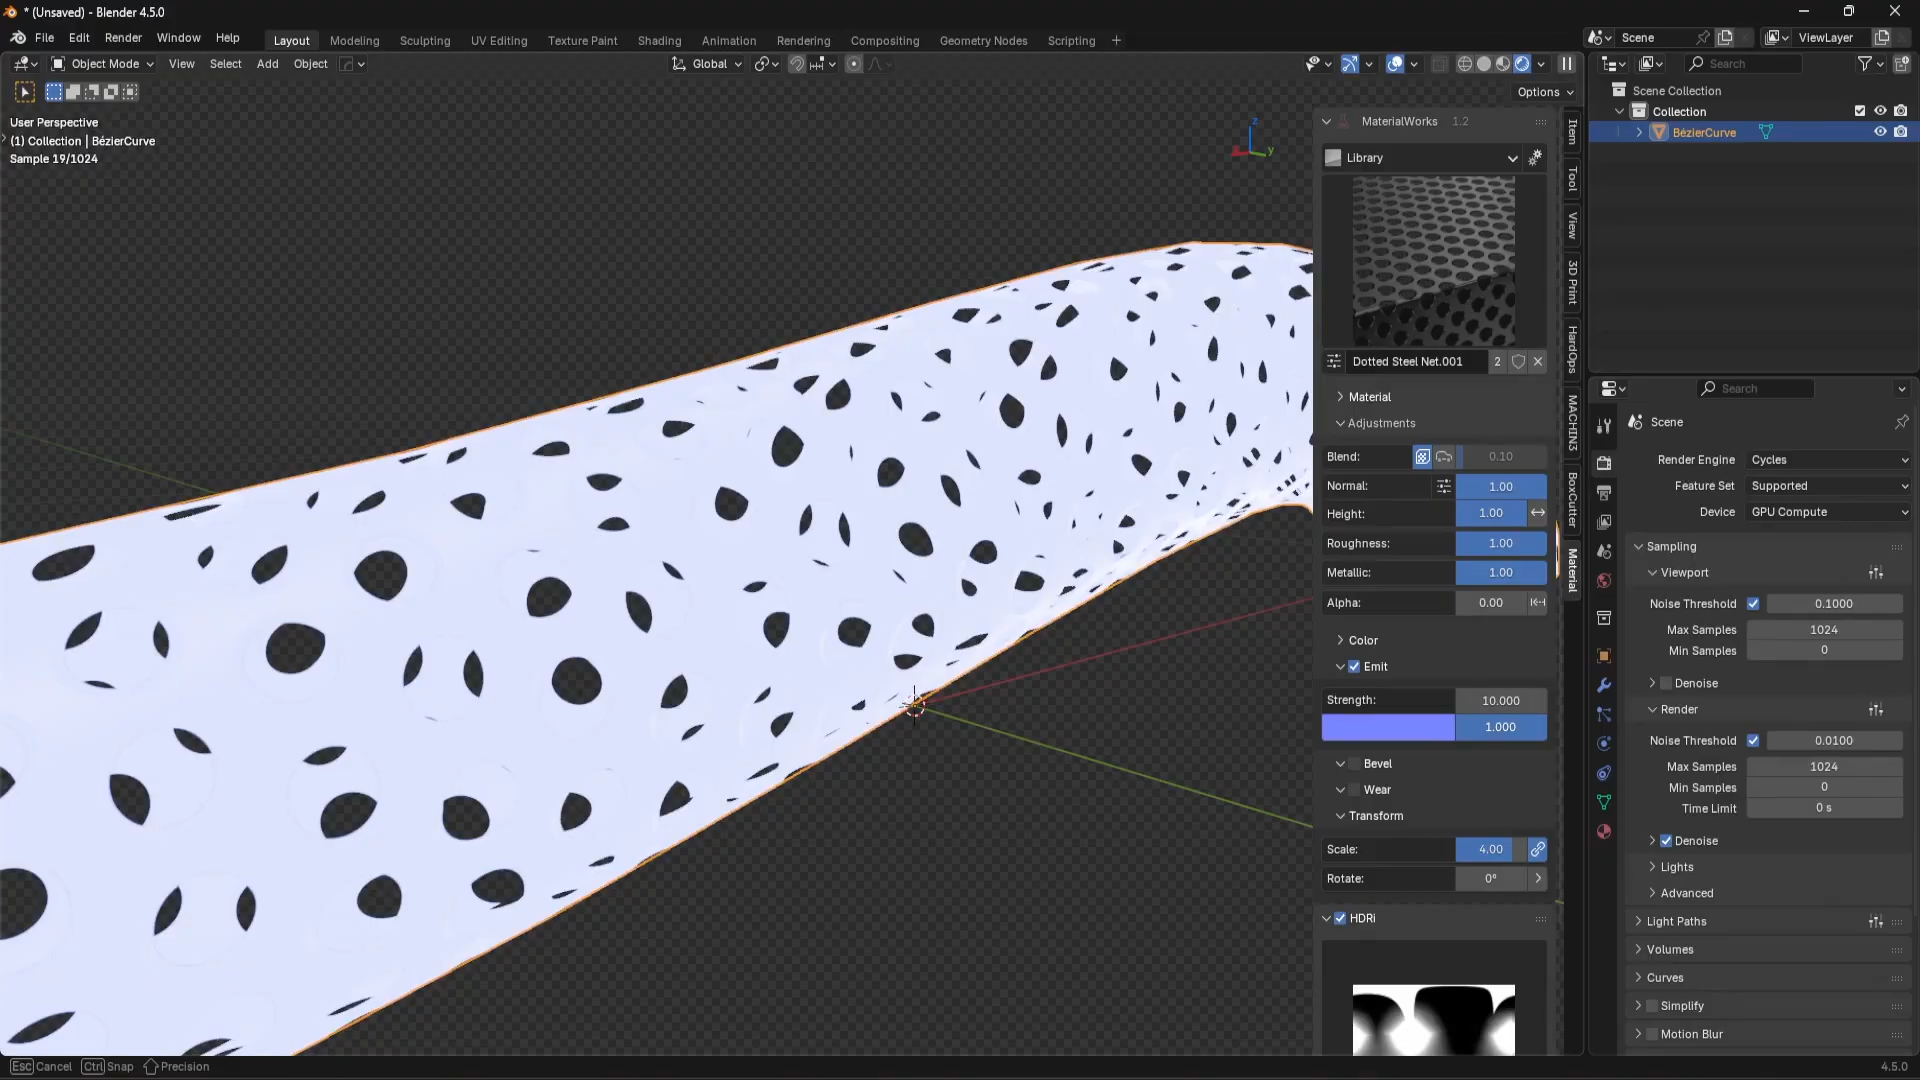 * (Unsaved) - Blender 4.5.0
File Edit Render Window Help
Layout Modeling Sculpting UV Editing Texture Paint Shading Animation Rendering Compositing Geometry Nodes Scripting +
Scene
ViewLayer
Object Mode View Select Add Object
Global
Options
User Perspective
(1) Collection | BézierCurve
Sample 19/1024
z
y
MaterialWorks 1.2
Library
Dotted Steel Net.001 2
Material
Adjustments
Blend: 0.10
Normal: 1.00
Height: 1.00
Roughness: 1.00
Metallic: 1.00
Alpha: 0.00
Color
Emit
Strength: 10.000
1.000
Bevel
Wear
Transform
Scale: 4.00
Rotate: 0°
HDRi
Item
Tool
View
3D Print
HardOps
MACHIN3
BoxCutter
Material
Search
Scene Collection
Collection
BézierCurve
Search
Scene
Render Engine Cycles
Feature Set Supported
Device GPU Compute
Sampling
Viewport
Noise Threshold 0.1000
Max Samples 1024
Min Samples 0
Denoise
Render
Noise Threshold 0.0100
Max Samples 1024
Min Samples 0
Time Limit 0 s
Denoise
Lights
Advanced
Light Paths
Volumes
Curves
Simplify
Motion Blur
Esc Cancel Ctrl Snap Precision
4.5.0